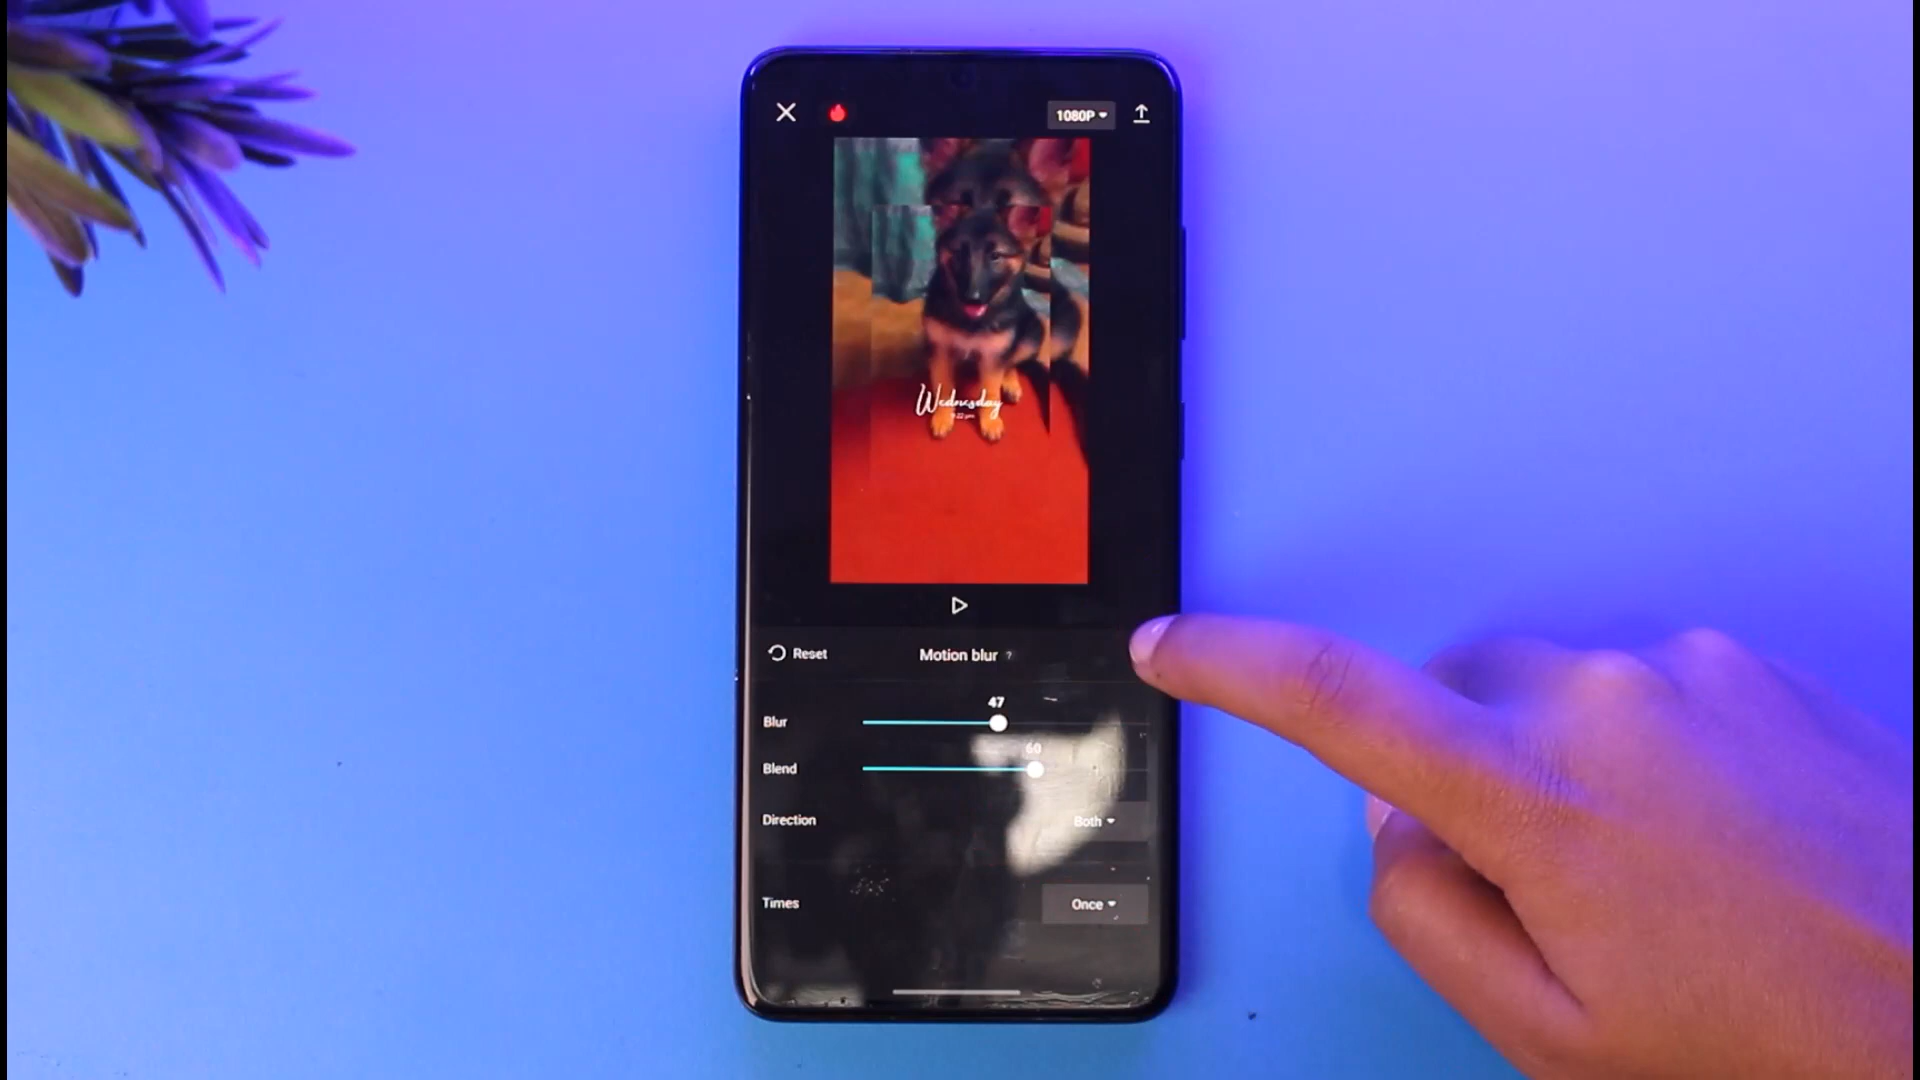 1080P
Wednesday
Reset
Motion blur ?
47
Blur
60
Blend
Direction
Both
Times
Once